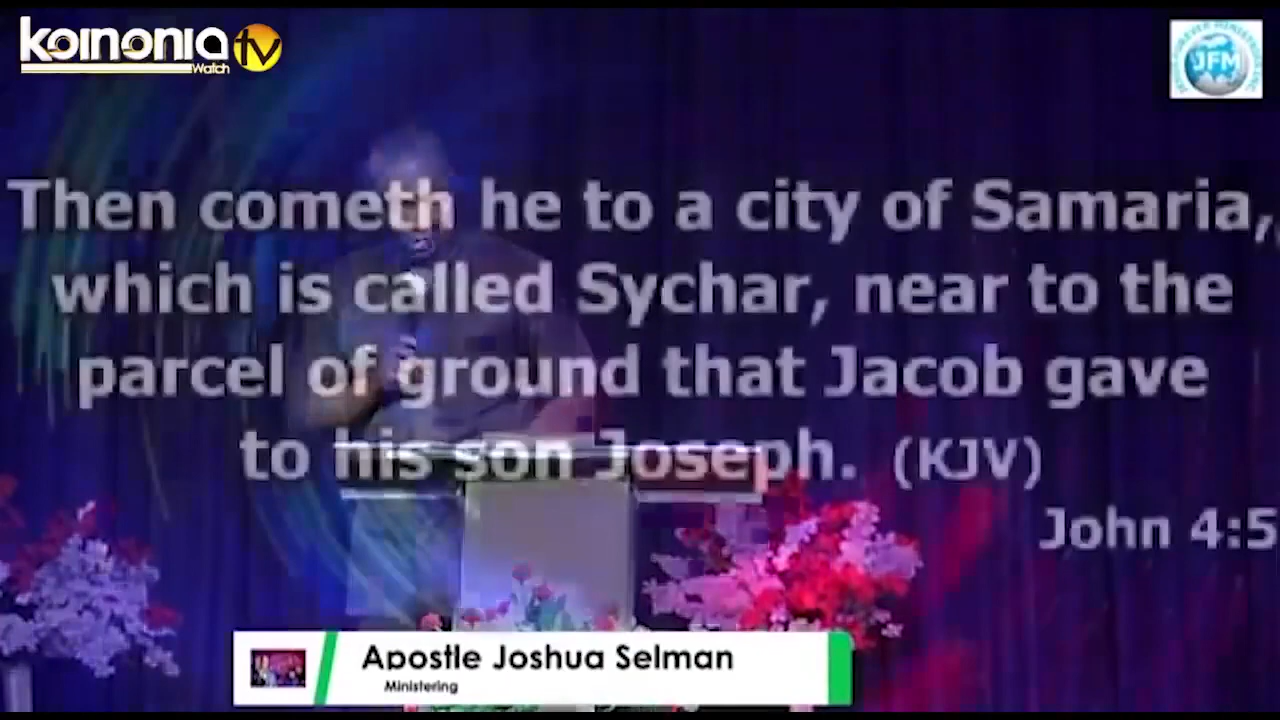 koinonia tv
Watch
JFM
Then cometh he to a city of Samaria,
which is called Sychar, near to the
parcel of ground that Jacob gave
to his son Joseph. (KJV)
John 4:5
Apostle Joshua Selman
Ministering